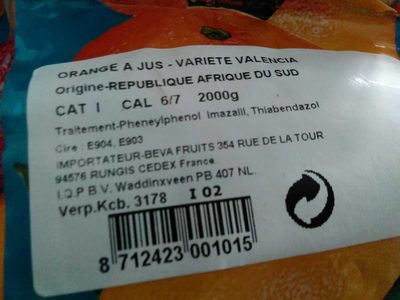 ORANGE A JUS - VARIETE VALENCIA
Origine-REPUBLIQUE AFRIQUE DU SUD
CAT I CAL 6/7 2000g
Traitement-Pheneylphenol Imazalil, Thiabendazol
Cire : E904, E903
IMPORTATEUR-BEVA FRUITS 354 RUE DE LA TOUR
94576 RUNGIS CEDEX France
I.Q.P.B.V. Waddinxveen PB 407 NL.
Verp.Kcb. 3178 I 02
8 712423 001015